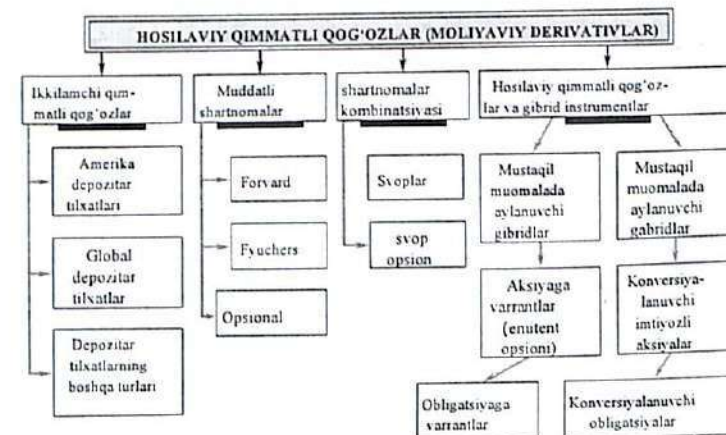 HOSILAVIY QIMMATLI QOG‘OZLAR (MOLIYAVIY DERIVATIVLAR)
Ikkilamchi qim-
matli qog‘ozlar
Muddatli
shartnomalar
shartnomalar
kombinatsiyasi
Hosilaviy qimmatli qog‘oz-
lar va gibrid instrumentlar
Amerika
depozitar
tilxatlari
Global
depozitar
tilxatlar
Depozitar
tilxatlarning
boshqa turlari
Forvard
Fyuchers
Opsional
Svoplar
svop
opsion
Mustaqil
muomalada
aylanuvchi
gibridlar
Aksiyaga
varrantlar
(enutent
opsioni)
Obligatsiyaga
varrantlar
Mustaqil
muomalada
aylanuvchi
gabridlar
Konversiya-
lanuvchi
imtiyozli
aksiyalar
Konversiyalanuvchi
obligatsiyalar